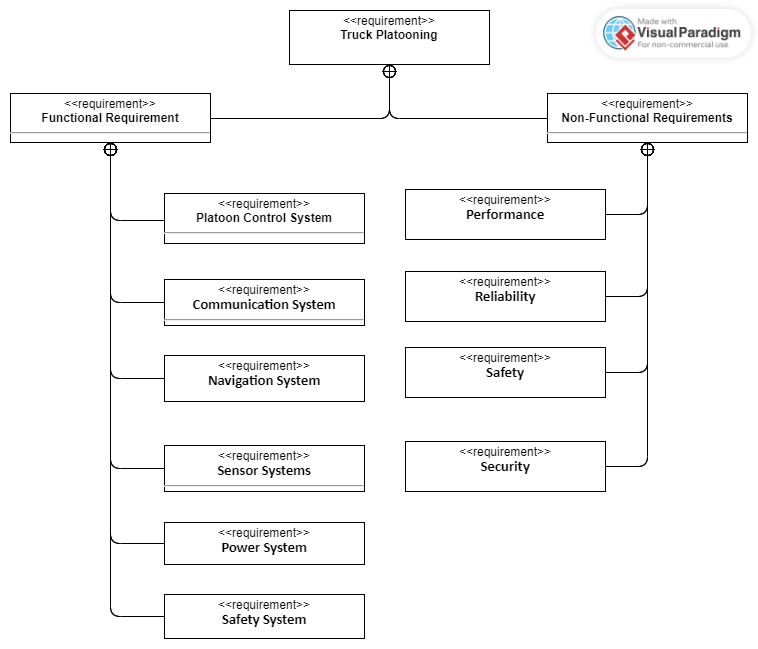 <<requirement>>
Truck Platooning
Made with
Visual Paradigm
For non-commercial use
<<requirement>>
Functional Requirement
<<requirement>>
Non-Functional Requirements
<<requirement>>
Platoon Control System
<<requirement>>
Performance
<<requirement>>
Communication System
<<requirement>>
Reliability
<<requirement>>
Navigation System
<<requirement>>
Safety
<<requirement>>
Sensor Systems
<<requirement>>
Security
<<requirement>>
Power System
<<requirement>>
Safety System